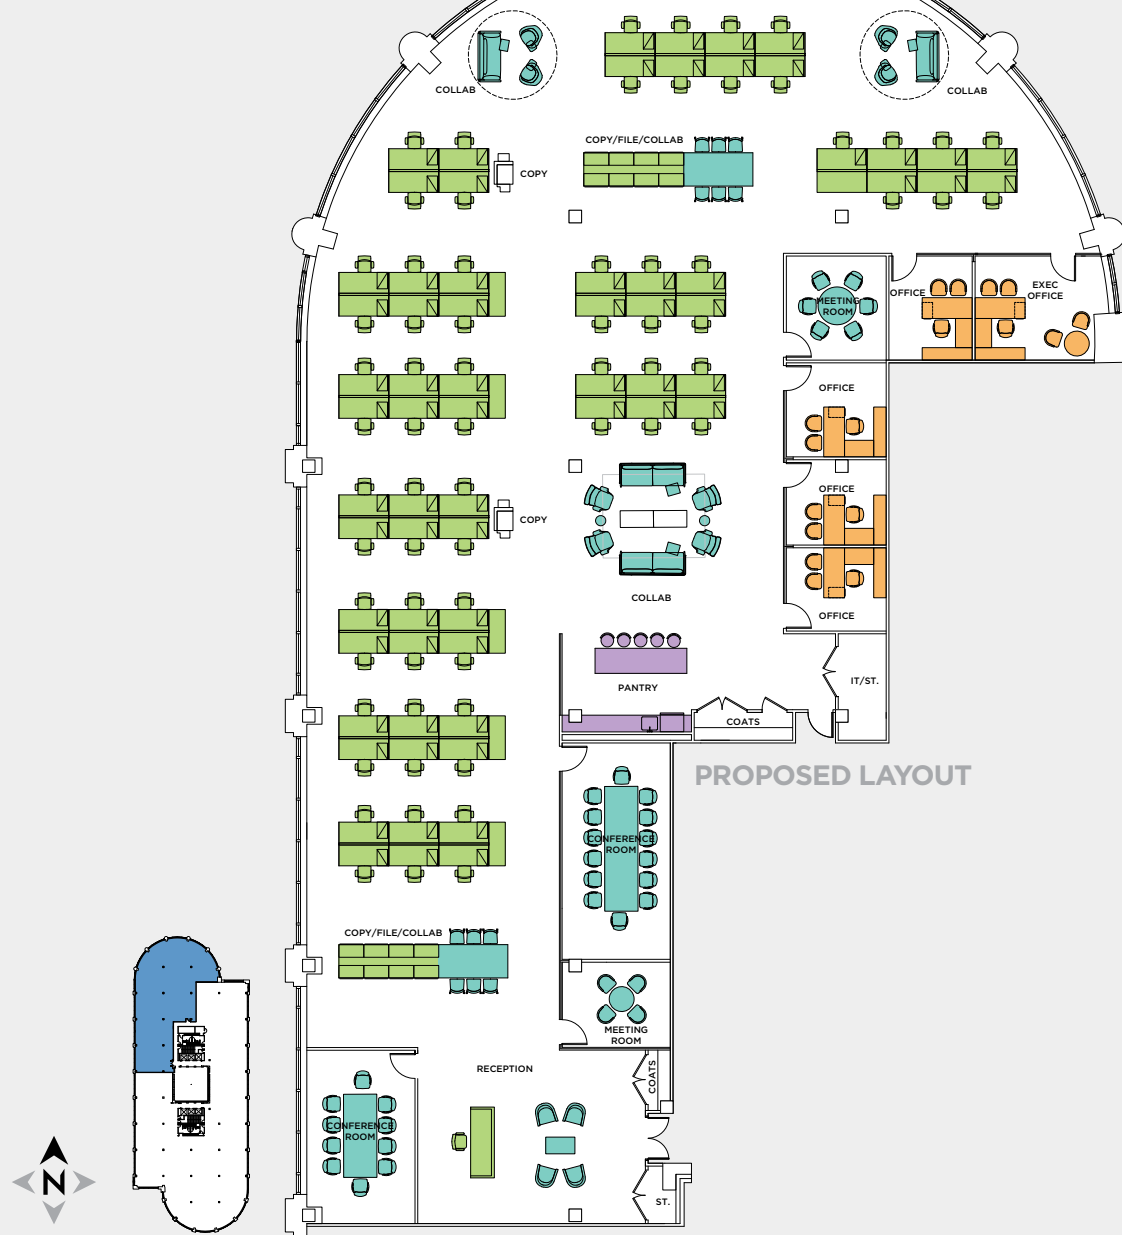 COLLAB
COLLAB
COPY/FILE/COLLAB
COPY
MEETING
ROOM
OFFICE
EXEC
OFFICE
OFFICE
OFFICE
COPY
COLLAB
OFFICE
PANTRY
IT/ST.
COATS
PROPOSED LAYOUT
CONFERENCE
ROOM
COPY/FILE/COLLAB
MEETING
ROOM
RECEPTION
COATS
CONFERENCE
ROOM
N
ST.